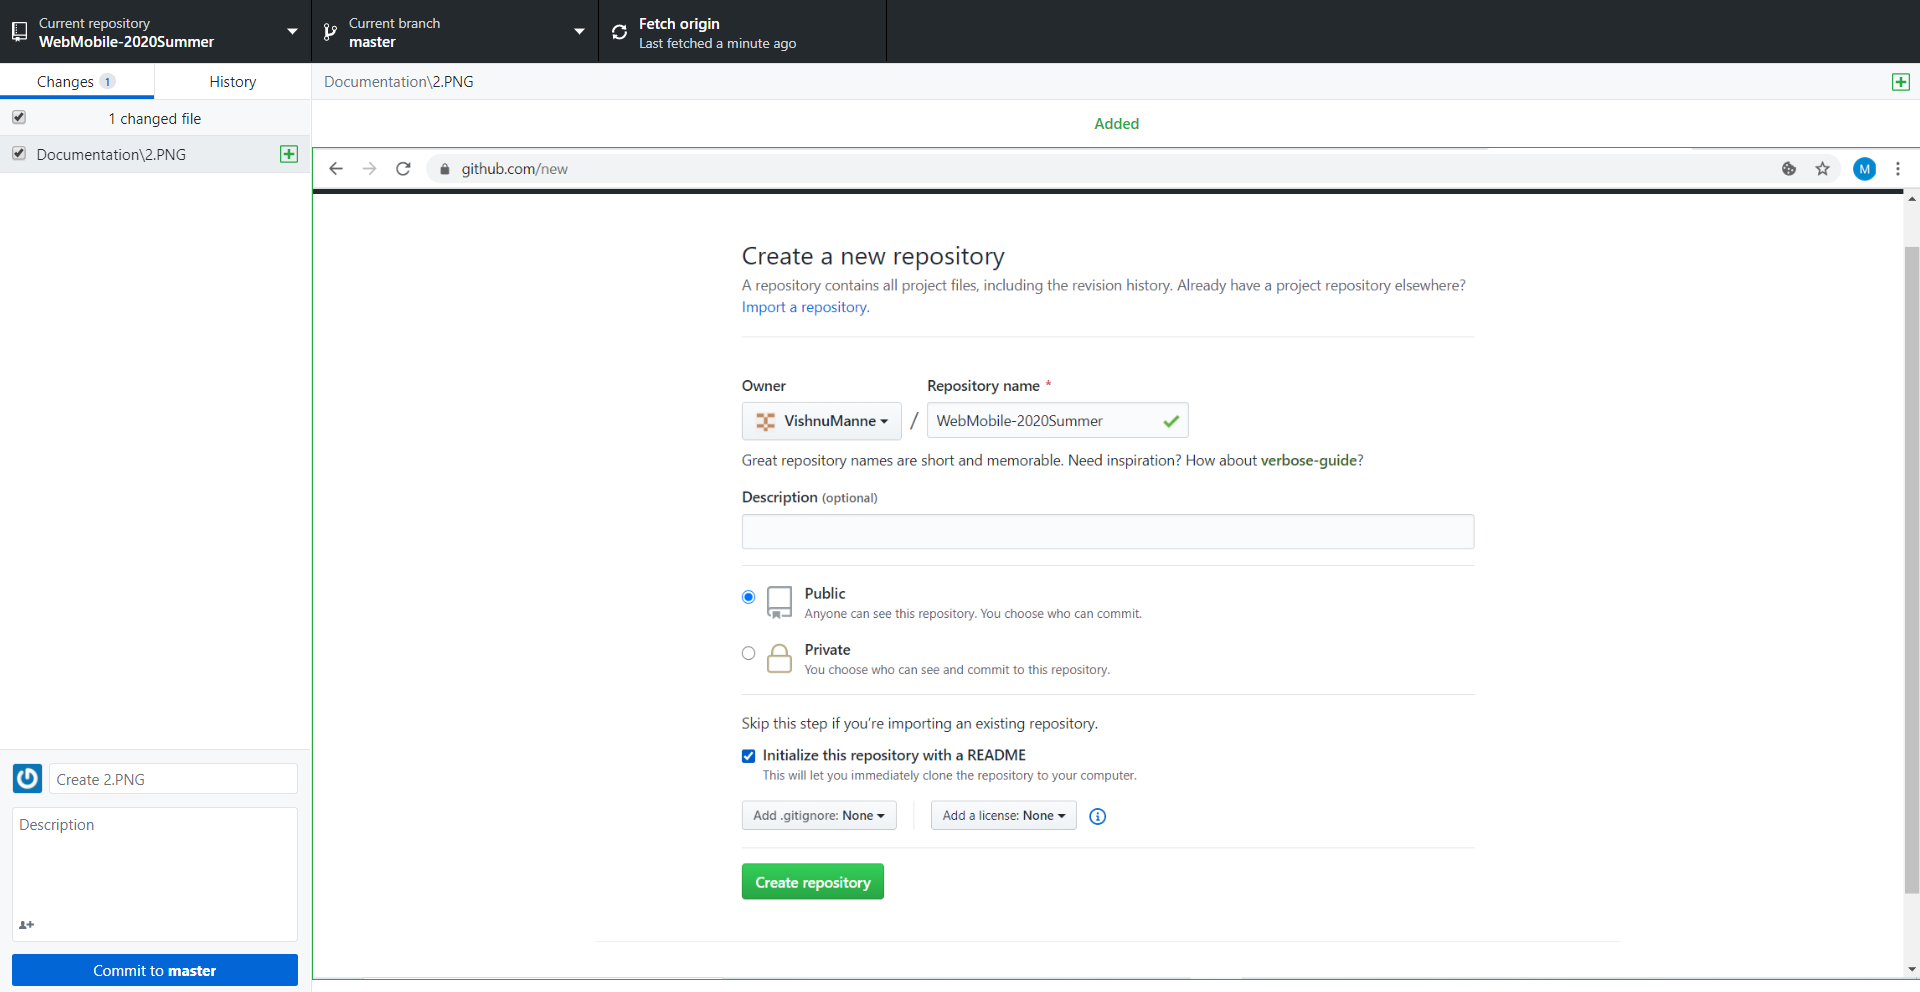 Current repository
WebMobile-2020Summer
Current branch
master
Fetch origin
Last fetched a minute ago
Changes 1
History
Documentation\2.PNG
1 changed file
Added
Documentation\2.PNG
github.com/new
M
Create a new repository
A repository contains all project files, including the revision history. Already have a project repository elsewhere?
Import a repository.
Owner
Repository name *
VishnuManne / WebMobile-2020Summer
Great repository names are short and memorable. Need inspiration? How about verbose-guide?
Description (optional)
Public
Anyone can see this repository. You choose who can commit.
Private
You choose who can see and commit to this repository.
Skip this step if you’re importing an existing repository.
Initialize this repository with a README
This will let you immediately clone the repository to your computer.
Add .gitignore: None
Add a license: None
Create repository
Create 2.PNG
Description
Commit to master